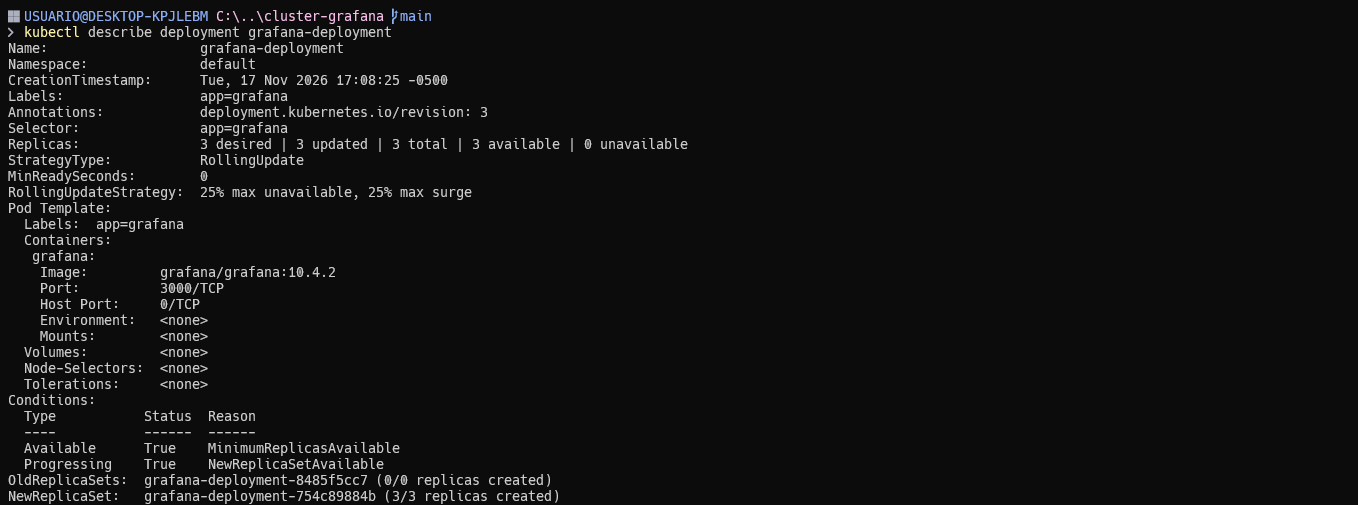 USUARIO@DESKTOP-KPJLEBM C:\..\cluster-grafana main
> kubectl describe deployment grafana-deployment
Name:                   grafana-deployment
Namespace:              default
CreationTimestamp:      Tue, 17 Nov 2026 17:08:25 -0500
Labels:                 app=grafana
Annotations:            deployment.kubernetes.io/revision: 3
Selector:               app=grafana
Replicas:               3 desired | 3 updated | 3 total | 3 available | 0 unavailable
StrategyType:           RollingUpdate
MinReadySeconds:        0
RollingUpdateStrategy:  25% max unavailable, 25% max surge
Pod Template:
  Labels:  app=grafana
  Containers:
   grafana:
    Image:         grafana/grafana:10.4.2
    Port:          3000/TCP
    Host Port:     0/TCP
    Environment:   <none>
    Mounts:        <none>
  Volumes:         <none>
  Node-Selectors:  <none>
  Tolerations:     <none>
Conditions:
  Type           Status  Reason
  ----           ------  ------
  Available      True    MinimumReplicasAvailable
  Progressing    True    NewReplicaSetAvailable
OldReplicaSets:  grafana-deployment-8485f5cc7 (0/0 replicas created)
NewReplicaSet:   grafana-deployment-754c89884b (3/3 replicas created)